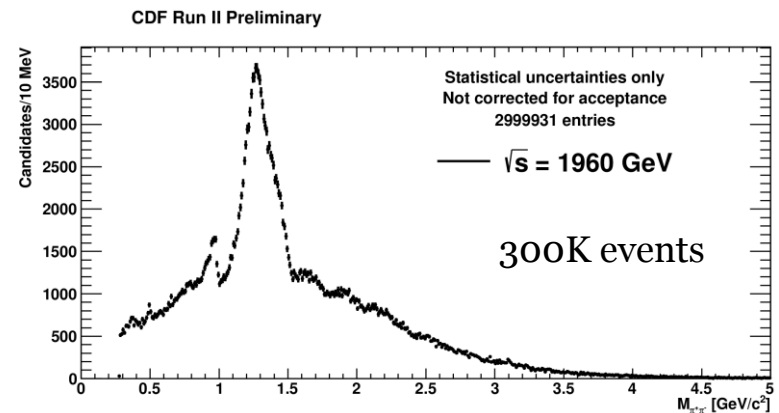 CDF Run II Preliminary
Candidates/10 MeV
3500
3000
2500
2000
1500
1000
500
0
Statistical uncertainties only
Not corrected for acceptance
2999931 entries
√s = 1960 GeV
300K events
0 0.5 1 1.5 2 2.5 3 3.5 4 4.5 5
M_{π⁺π⁻} [GeV/c²]